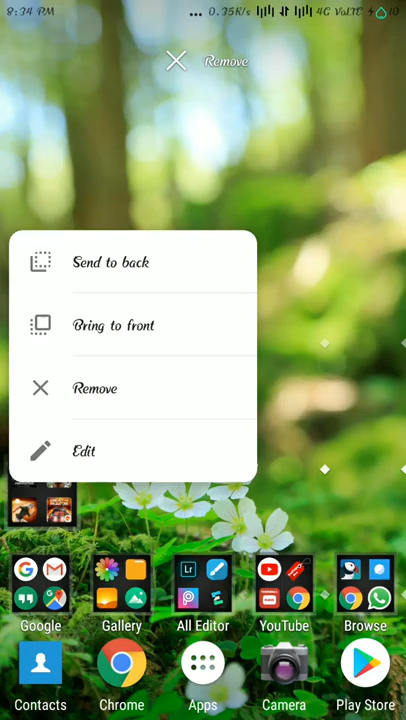 8:34 PM ... 0.35K/s 4G VoLTE 10
Remove
Send to back
Bring to front
Remove
Edit
Google Gallery All Editor YouTube Browse
Contacts Chrome Apps Camera Play Store